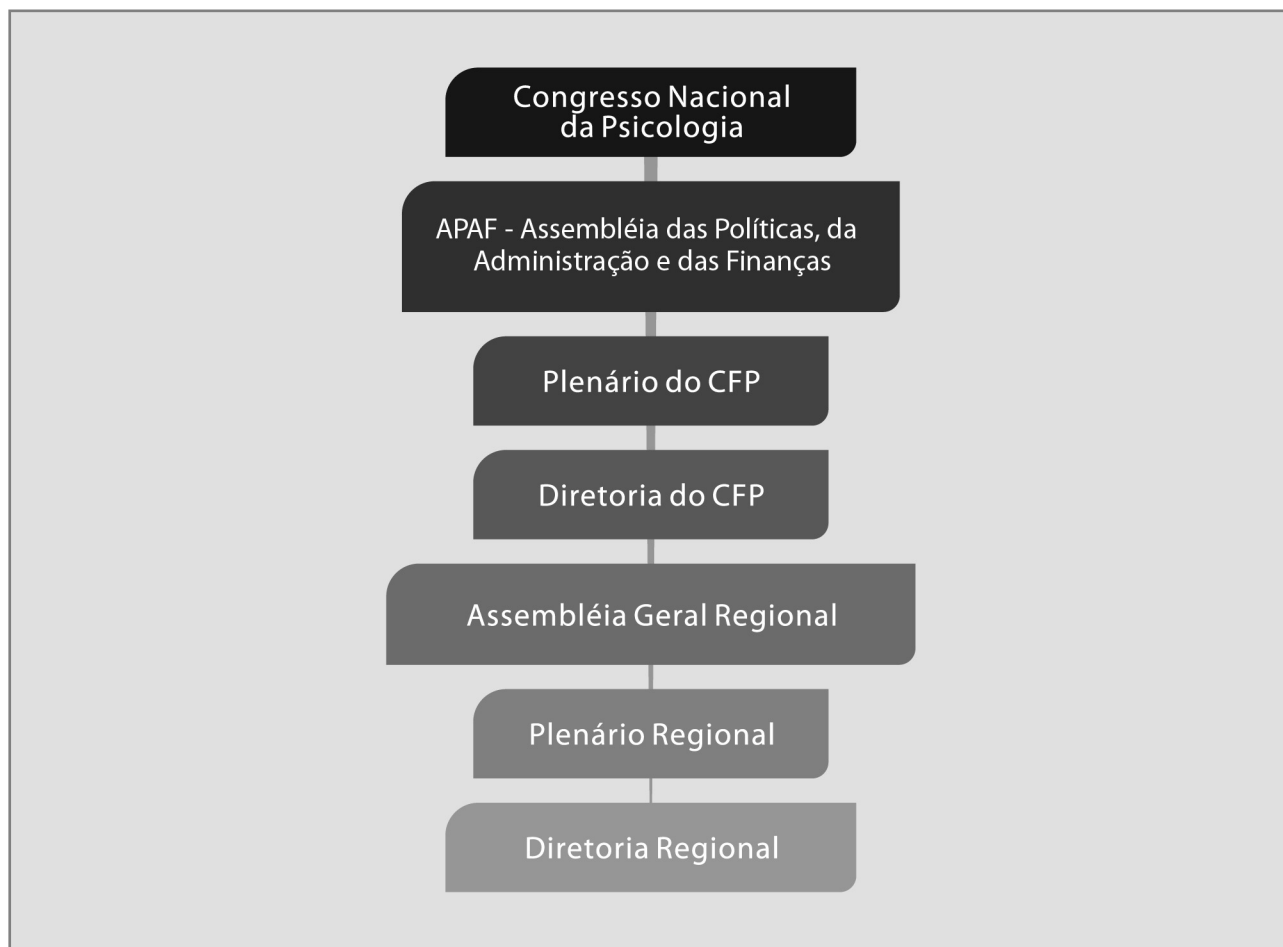 Congresso Nacional
da Psicologia
APAF - Assembléia das Políticas, da
Administração e das Finanças
Plenário do CFP
Diretoria do CFP
Assembléia Geral Regional
Plenário Regional
Diretoria Regional